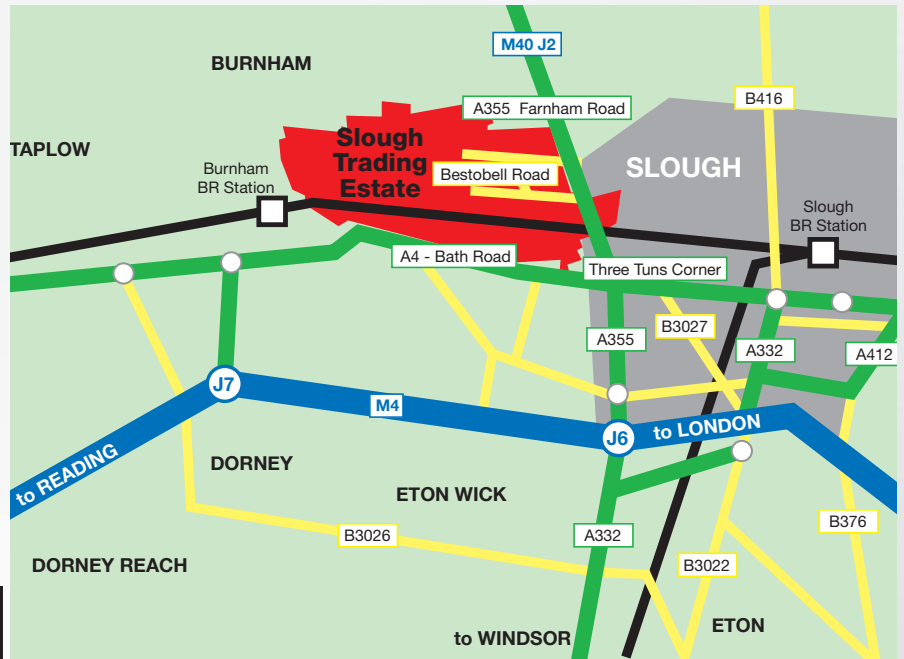 M40 J2
BURNHAM
B416
A355 Farnham Road
Slough
Trading
Estate
TAPLOW
SLOUGH
Burnham
BR Station
Bestobell Road
Slough
BR Station
A4 - Bath Road
Three Tuns Corner
B3027
A355
A332
A412
J7
M4
to LONDON
J6
to READING
DORNEY
ETON WICK
B376
B3026
A332
DORNEY REACH
B3022
ETON
to WINDSOR